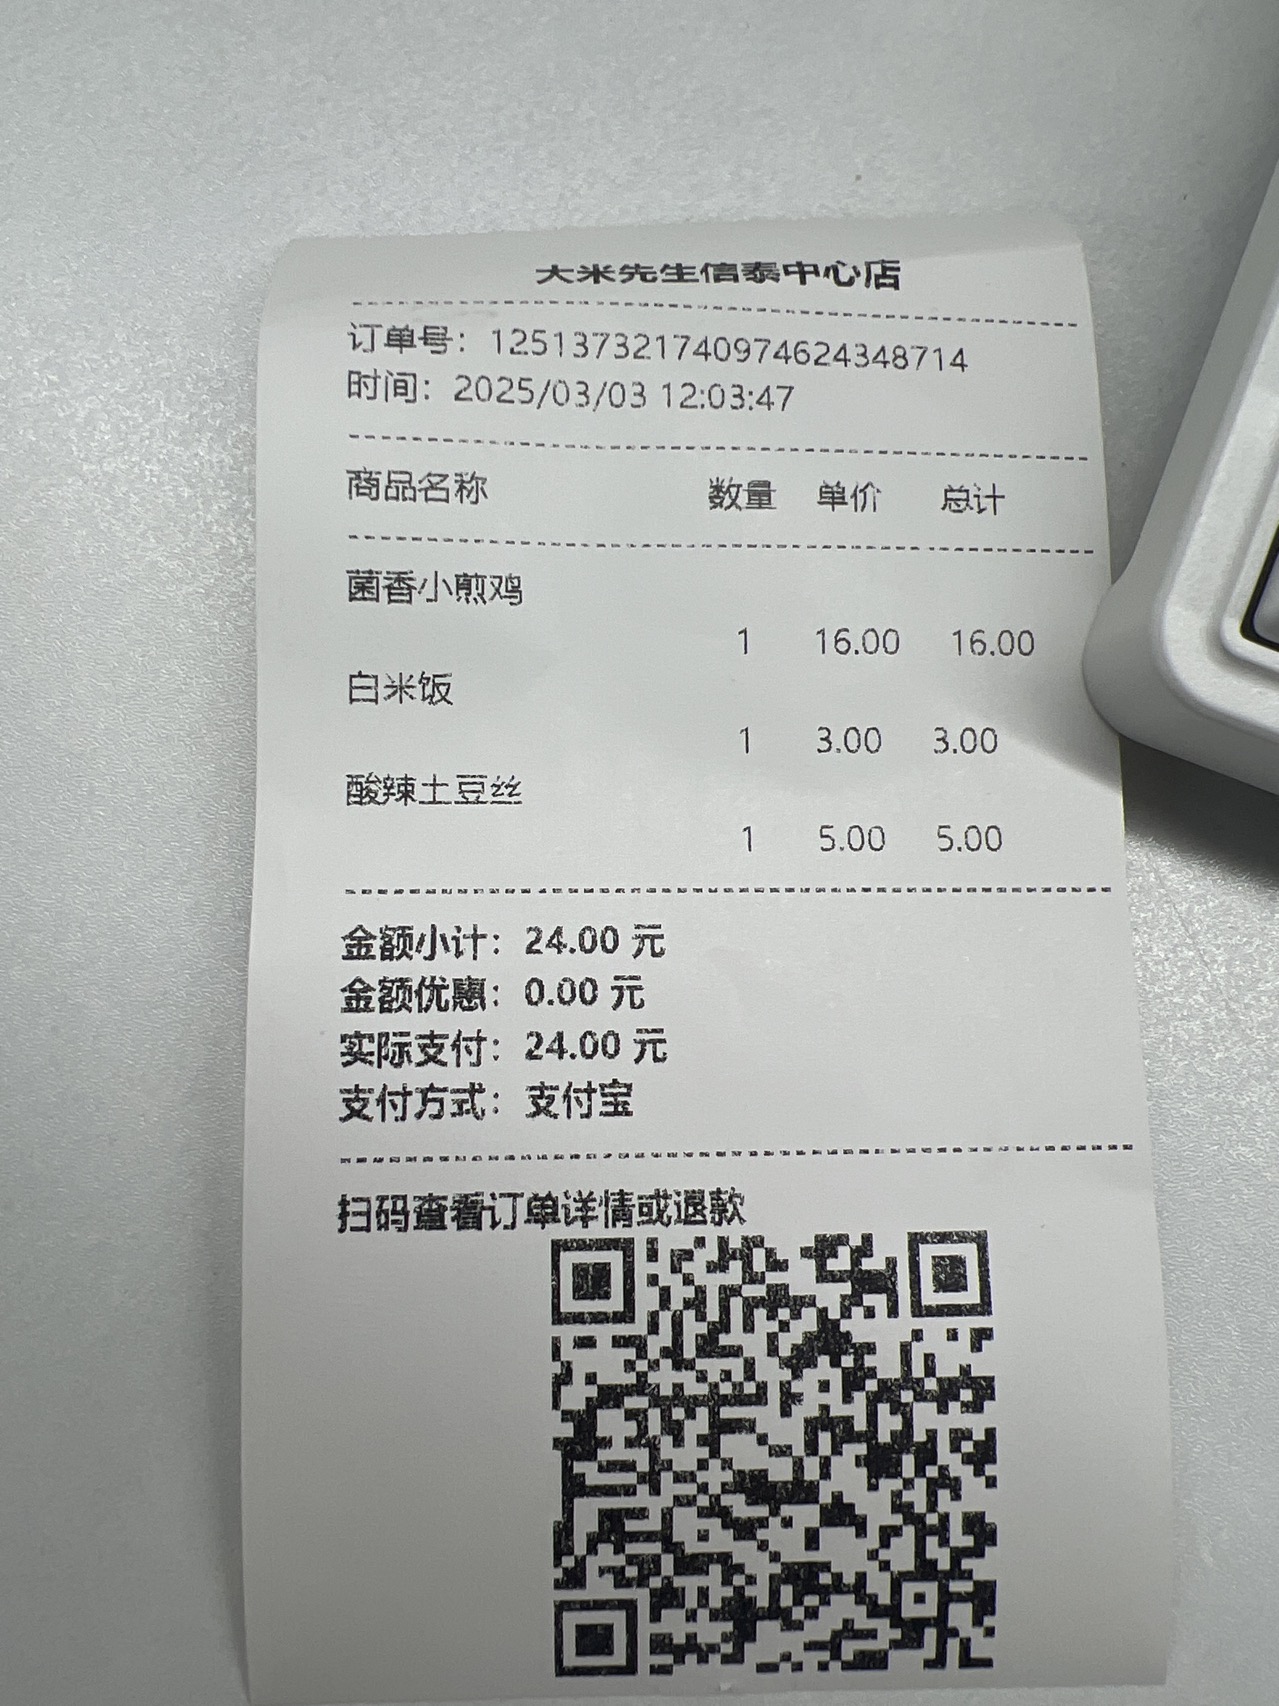 大米先生信泰中心店
订单号：125137321740974624348714
时间：2025/03/03 12:03:47
商品名称 数量 单价 总计
菌香小煎鸡
1 16.00 16.00
白米饭
1 3.00 3.00
酸辣土豆丝
1 5.00 5.00
金额小计：24.00 元
金额优惠：0.00 元
实际支付：24.00 元
支付方式：支付宝
扫码查看订单详情或退款